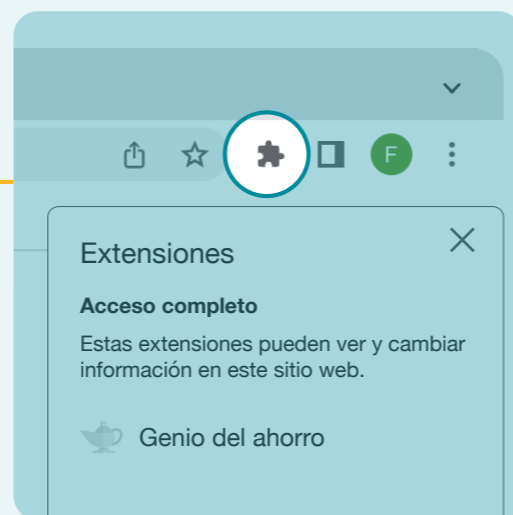 F
Extensiones
Acceso completo
Estas extensiones pueden ver y cambiar
información en este sitio web.
Genio del ahorro